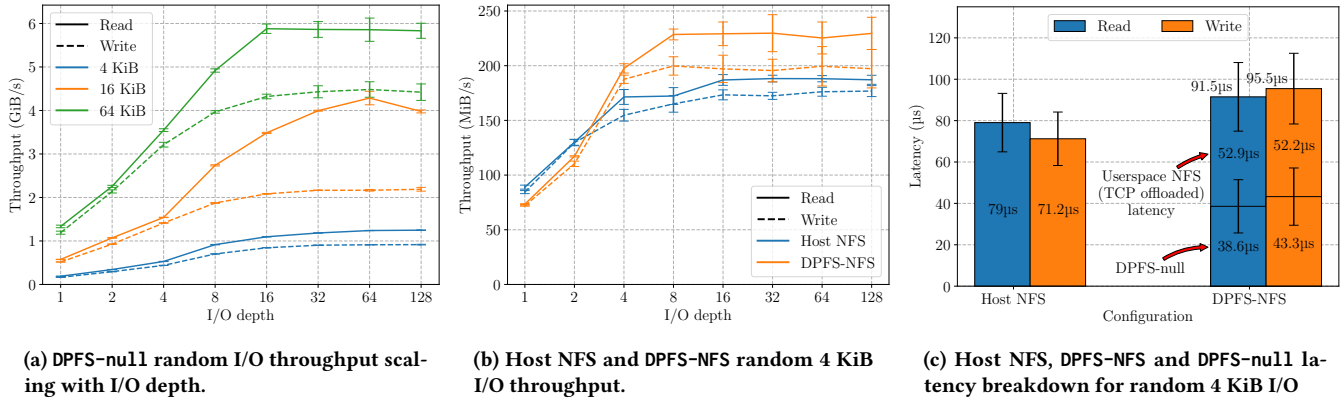 Throughput (GiB/s)
6
5
4
3
2
1
0
Read
Write
4 KiB
16 KiB
64 KiB
1 2 4 8 16 32 64 128
I/O depth
(a) DPFS-null random I/O throughput scal-
ing with I/O depth.
Throughput (MiB/s)
250
200
150
100
50
0
Read
Write
Host NFS
DPFS-NFS
1 2 4 8 16 32 64 128
I/O depth
(b) Host NFS and DPFS-NFS random 4 KiB
I/O throughput.
Read Write
Latency (µs)
120
100
80
60
40
20
0
91.5µs
95.5µs
52.9µs
52.2µs
Userspace NFS
(TCP offloaded)
latency
79µs
71.2µs
38.6µs
43.3µs
DPFS-null
Host NFS
DPFS-NFS
Configuration
(c) Host NFS, DPFS-NFS and DPFS-null la-
tency breakdown for random 4 KiB I/O